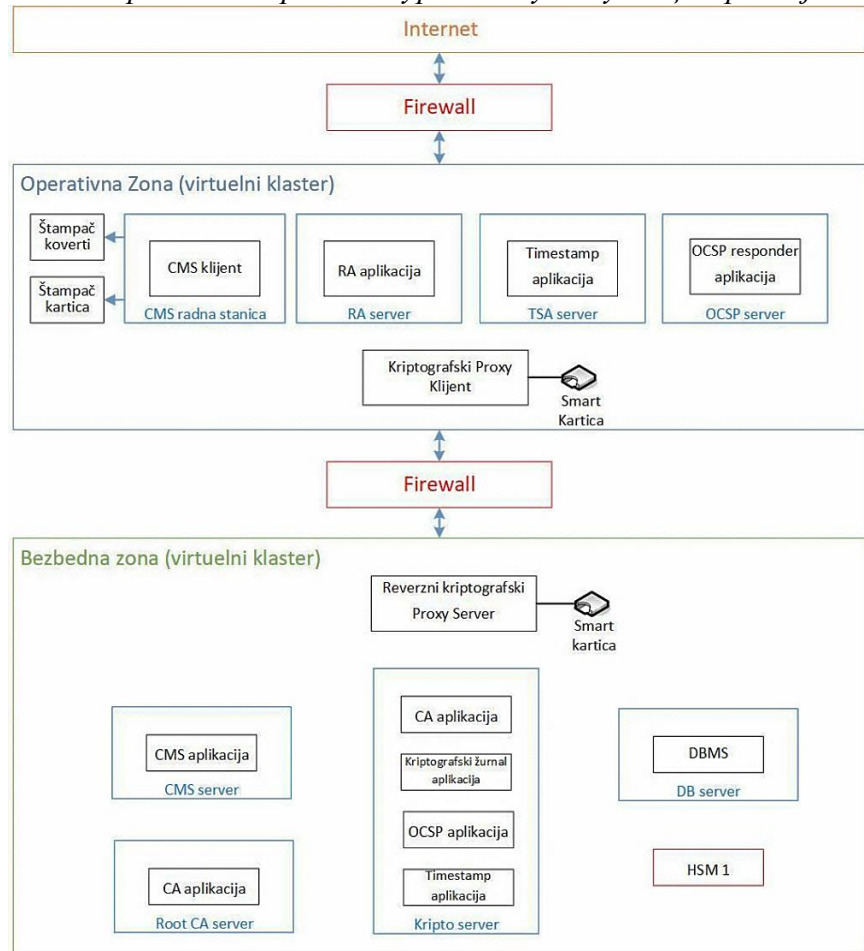 Internet
Firewall
Operativna Zona (virtuelni klaster)
Štampač
koverti
Štampač
kartica
CMS klijent
CMS radna stanica
RA aplikacija
RA server
Timestamp
aplikacija
TSA server
OCSP responder
aplikacija
OCSP server
Kriptografski Proxy
Klijent
Smart
Kartica
Firewall
Bezbedna zona (virtuelni klaster)
Reverzni kriptografski
Proxy Server
Smart
kartica
CMS aplikacija
CMS server
CA aplikacija
Root CA server
CA aplikacija
Kriptografski žurnal
aplikacija
OCSP aplikacija
Timestamp
aplikacija
Kripto server
DBMS
DB server
HSM 1